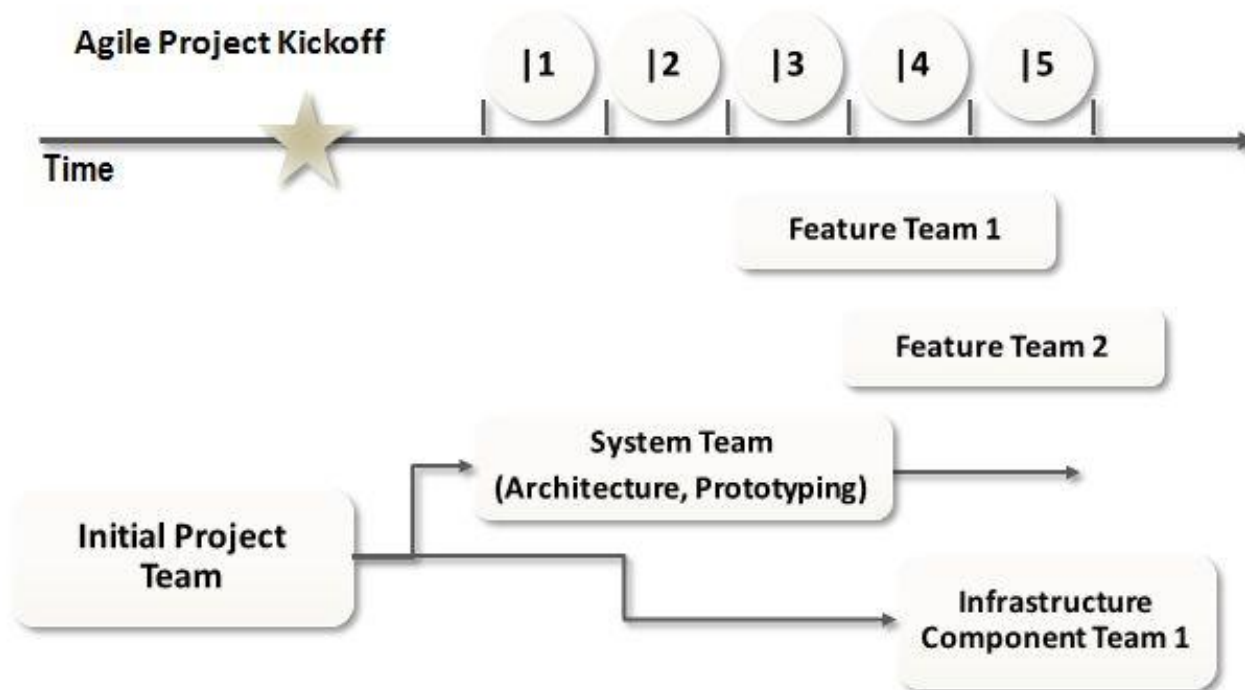 Agile Project Kickoff
|1
|2
|3
|4
|5
Time
Feature Team 1
Feature Team 2
System Team
(Architecture, Prototyping)
Initial Project
Team
Infrastructure
Component Team 1